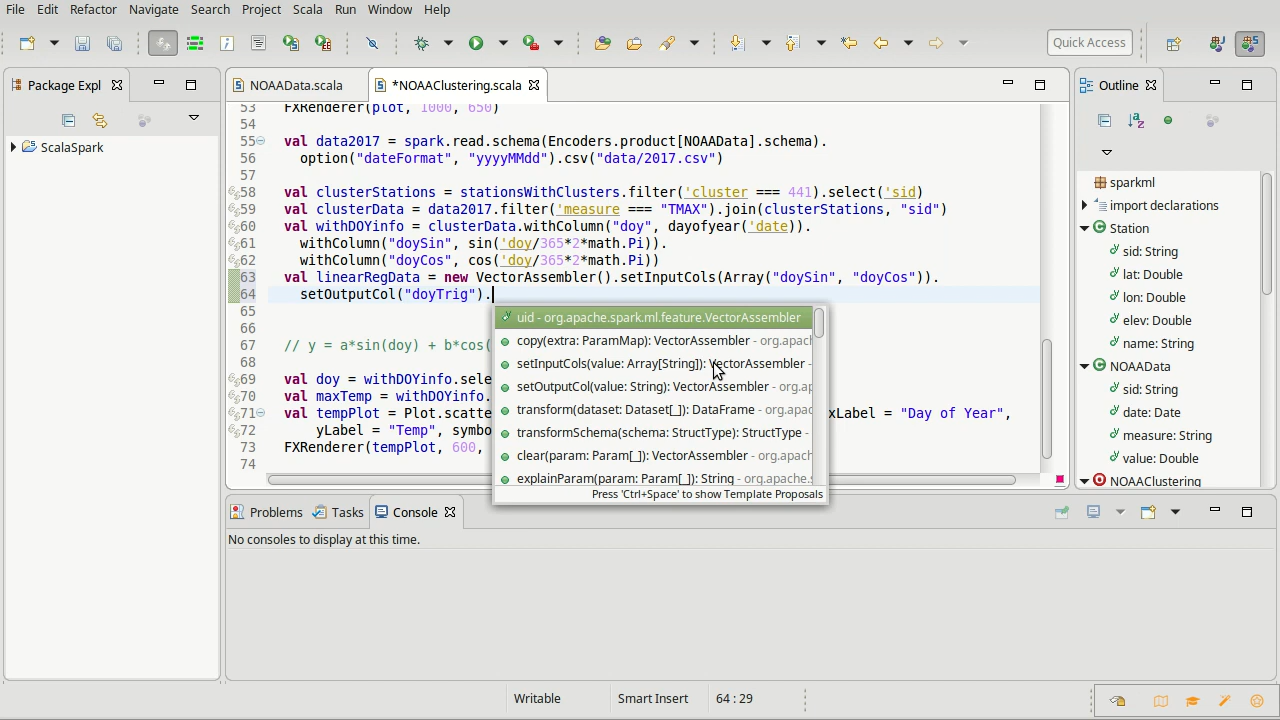 File Edit Refactor Navigate Search Project Scala Run Window Help
Quick Access
Package Expl
NOAAData.scala
*NOAAClustering.scala
Outline
ScalaSpark
53 FXRenderer(plot, 1000, 650)
54
55 val data2017 = spark.read.schema(Encoders.product[NOAAData].schema).
56 option("dateFormat", "yyyyMMdd").csv("data/2017.csv")
57
58 val clusterStations = stationsWithClusters.filter('cluster === 441).select('sid)
59 val clusterData = data2017.filter('measure === "TMAX").join(clusterStations, "sid")
60 val withDOYinfo = clusterData.withColumn("doy", dayofyear('date)).
61 withColumn("doySin", sin('doy/365*2*math.Pi)).
62 withColumn("doyCos", cos('doy/365*2*math.Pi))
63 val linearRegData = new VectorAssembler().setInputCols(Array("doySin", "doyCos")).
64 setOutputCol("doyTrig").
65
66
67 // y = a*sin(doy) + b*cos(
68
69 val doy = withDOYinfo.sele
70 val maxTemp = withDOYinfo.
71 val tempPlot = Plot.scatte xLabel = "Day of Year",
72 yLabel = "Temp", symbo
73 FXRenderer(tempPlot, 600,
74
uid - org.apache.spark.ml.feature.VectorAssembler
copy(extra: ParamMap): VectorAssembler - org.apach
setInputCols(value: Array[String]): VectorAssembler -
setOutputCol(value: String): VectorAssembler - org.ap
transform(dataset: Dataset[_]): DataFrame - org.apac
transformSchema(schema: StructType): StructType -
clear(param: Param[_]): VectorAssembler - org.apach
explainParam(param: Param[_]): String - org.apache.s
Press 'Ctrl+Space' to show Template Proposals
sparkml
import declarations
Station
sid: String
lat: Double
lon: Double
elev: Double
name: String
NOAAData
sid: String
date: Date
measure: String
value: Double
NOAAClustering
Problems Tasks Console
No consoles to display at this time.
Writable Smart Insert 64 : 29